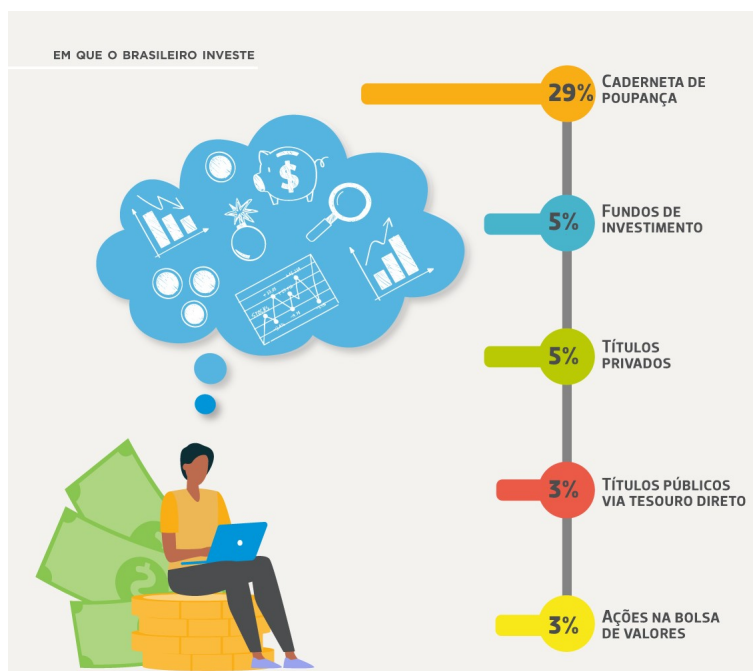 EM QUE O BRASILEIRO INVESTE
29%
CADERNETA DE
POUPANÇA
5%
FUNDOS DE
INVESTIMENTO
5%
TÍTULOS
PRIVADOS
3%
TÍTULOS PÚBLICOS
VIA TESOURO DIRETO
3%
AÇÕES NA BOLSA
DE VALORES
$
$